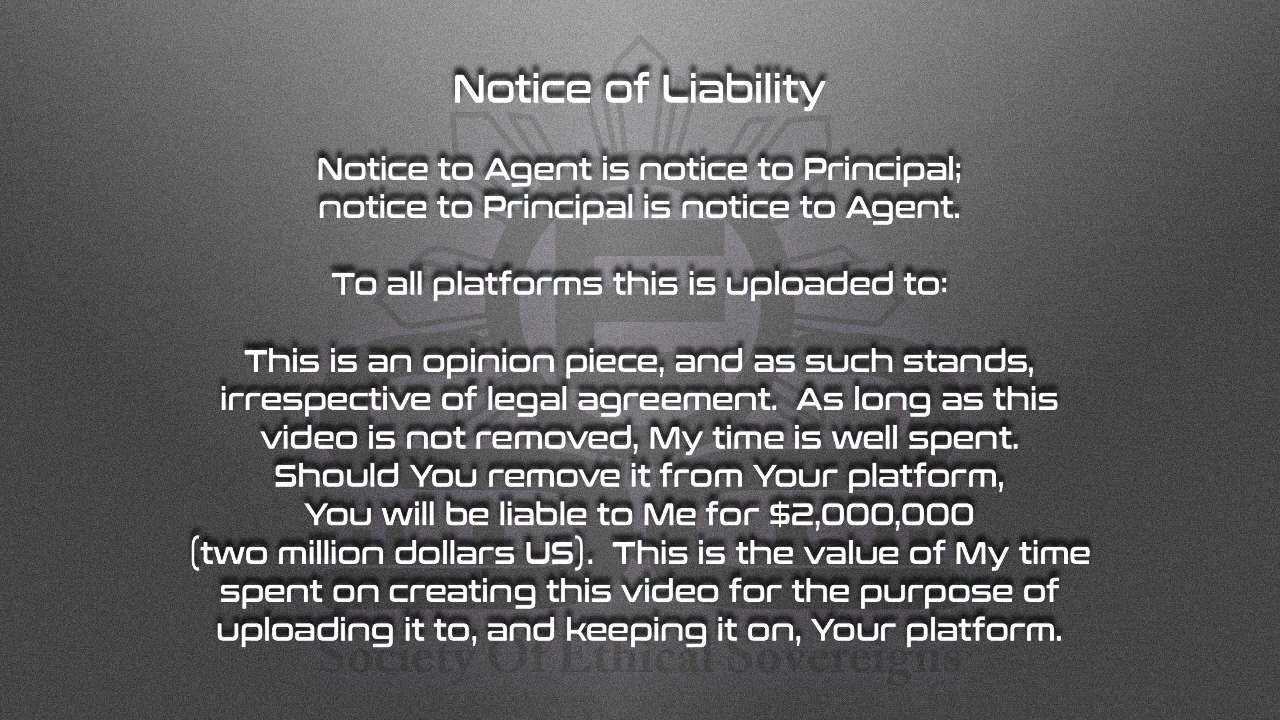 Notice of Liability
Notice to Agent is notice to Principal;
notice to Principal is notice to Agent.
To all platforms this is uploaded to:
This is an opinion piece, and as such stands,
irrespective of legal agreement.  As long as this
video is not removed, My time is well spent.
Should You remove it from Your platform,
You will be liable to Me for $2,000,000
(two million dollars US).  This is the value of My time
spent on creating this video for the purpose of
uploading it to, and keeping it on, Your platform.
Society Of Ethical Sovereigns